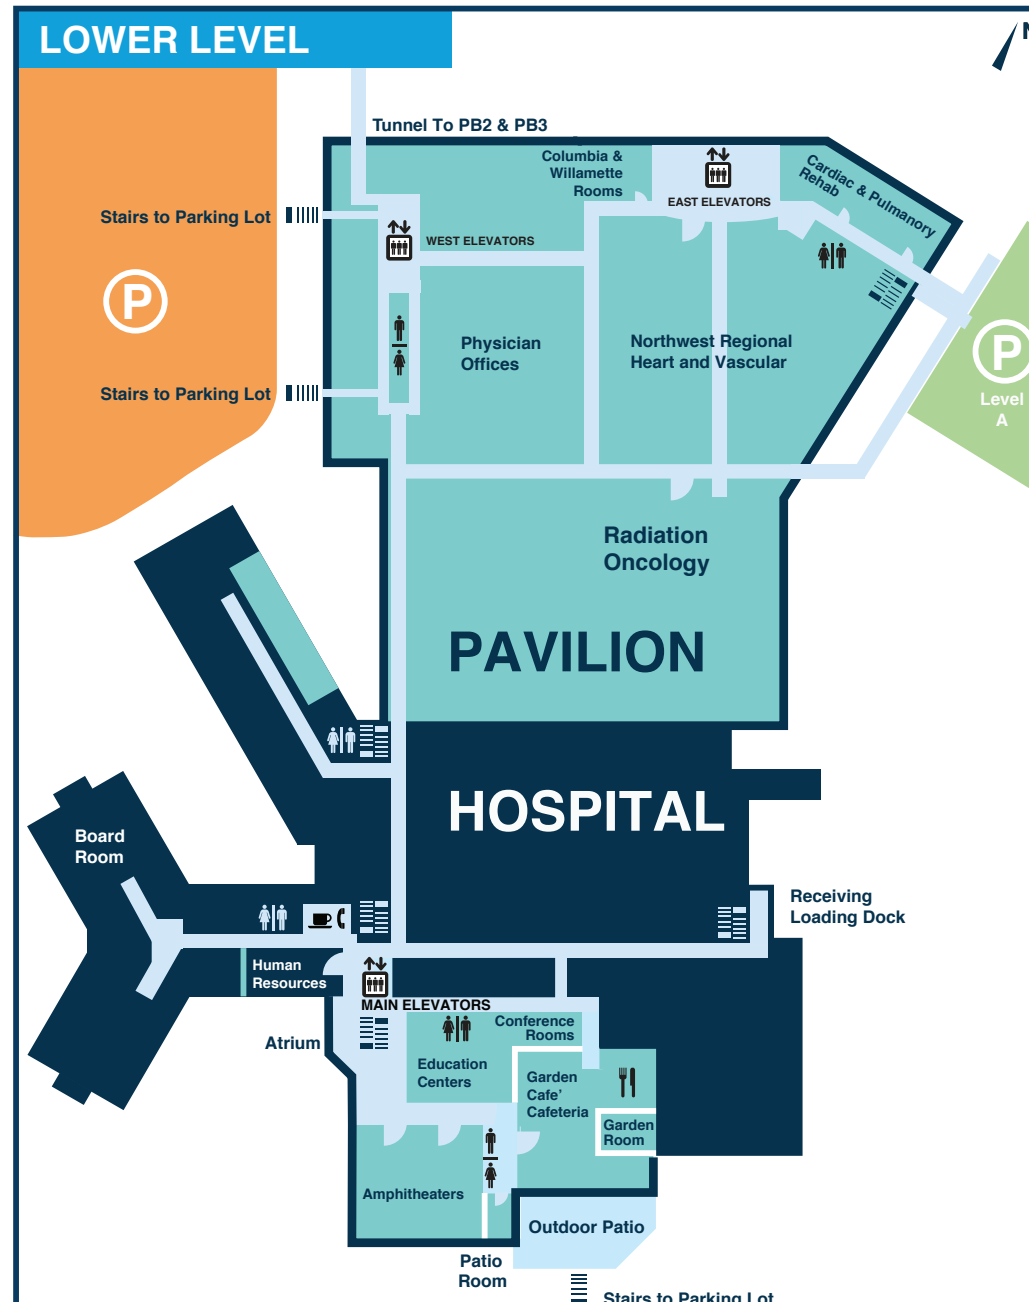 LOWER LEVEL
N
Tunnel To PB2 & PB3
Columbia &
Willamette
Rooms
EAST ELEVATORS
Cardiac & Pulmanory
Rehab
Stairs to Parking Lot
WEST ELEVATORS
P
Physician
Offices
Northwest Regional
Heart and Vascular
P
Level
A
Stairs to Parking Lot
Radiation
Oncology
PAVILION
HOSPITAL
Board
Room
Receiving
Loading Dock
Human
Resources
MAIN ELEVATORS
Atrium
Conference
Rooms
Education
Centers
Garden
Cafe'
Cafeteria
Garden
Room
Amphitheaters
Outdoor Patio
Patio
Room
Stairs to Parking Lot